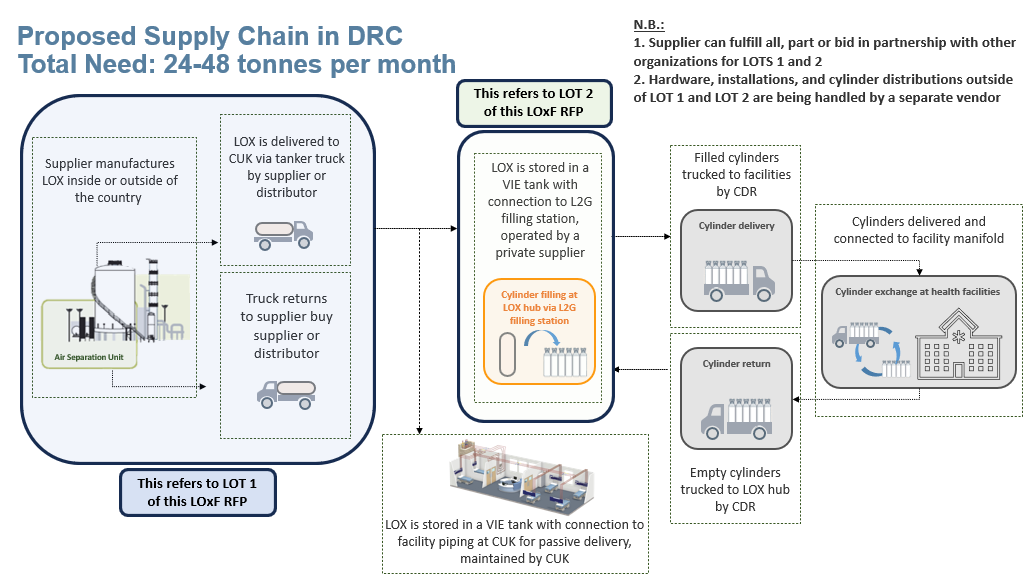 Proposed Supply Chain in DRC
Total Need: 24-48 tonnes per month
N.B.:
1. Supplier can fulfill all, part or bid in partnership with other
organizations for LOTS 1 and 2
2. Hardware, installations, and cylinder distributions outside
of LOT 1 and LOT 2 are being handled by a separate vendor
Supplier manufactures
LOX inside or outside of
the country
Air Separation Unit
LOX is delivered to
CUK via tanker truck
by supplier or
distributor
Truck returns
to supplier buy
supplier or
distributor
This refers to LOT 1
of this LOxF RFP
This refers to LOT 2
of this LOxF RFP
LOX is stored in a
VIE tank with
connection to L2G
filling station,
operated by a
private supplier
Cylinder filling at
LOX hub via L2G
filling station
LOX is stored in a VIE tank with connection to
facility piping at CUK for passive delivery,
maintained by CUK
Filled cylinders
trucked to facilities
by CDR
Cylinder delivery
Cylinder return
Empty cylinders
trucked to LOX hub
by CDR
Cylinders delivered and
connected to facility manifold
Cylinder exchange at health facilities